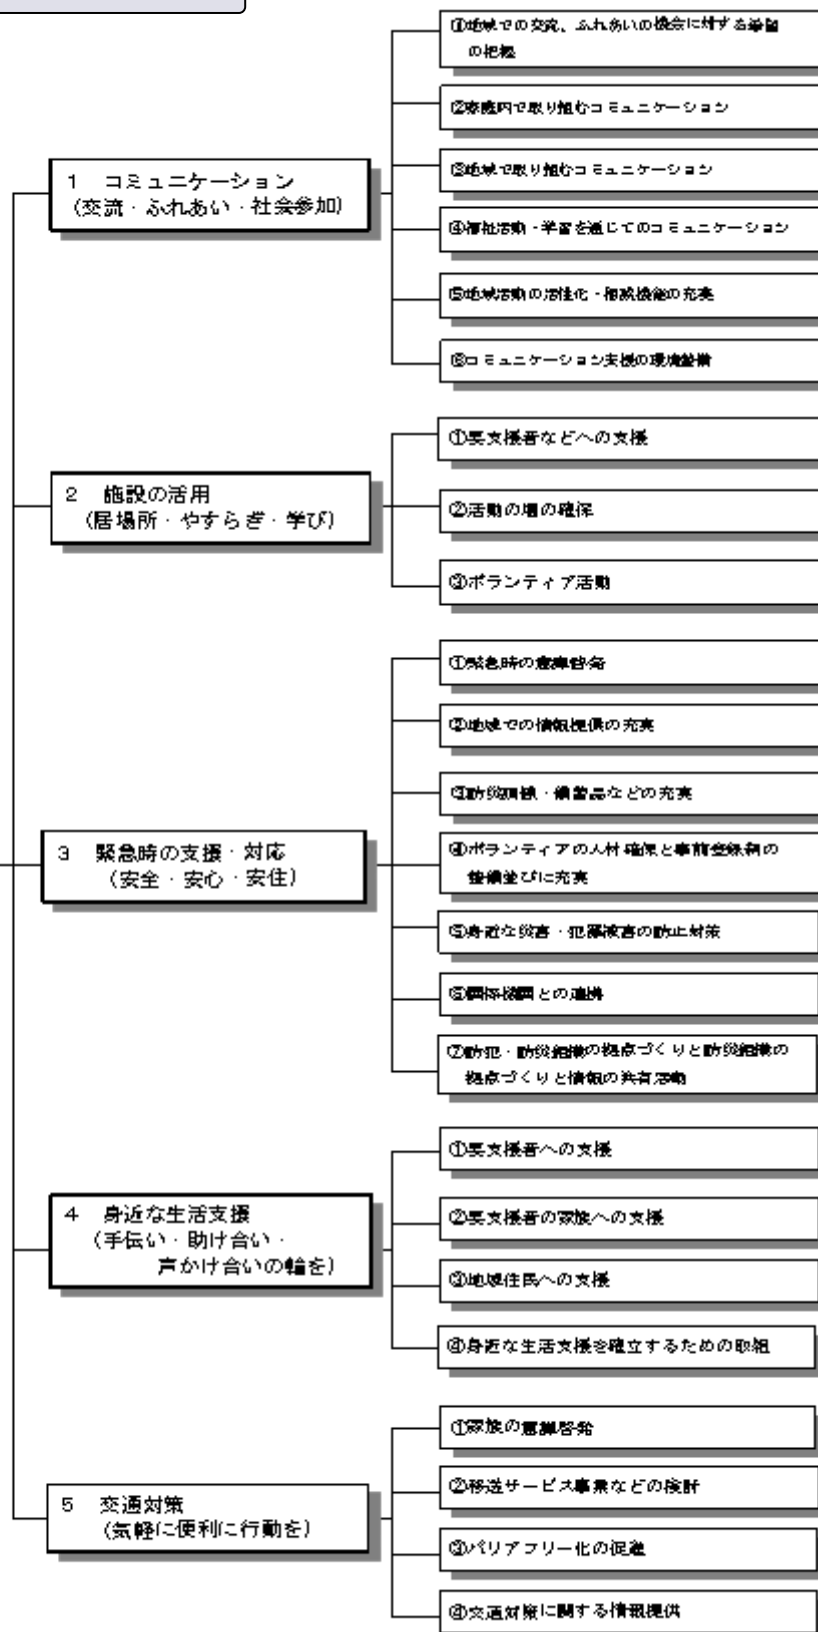 ①地域での交流、ふれあいの機会に対する希望
の把握
②家庭内で取り組むコミュニケーション
③地域で取り組むコミュニケーション
1 コミュニケーション
(交流・ふれあい・社会参加)
④福祉活動・学習を通じてのコミュニケーション
⑤地域活動の活性化・相談機能の充実
⑥コミュニケーション支援の環境整備
2 施設の活用
(居場所・やすらぎ・学び)
①要支援者などへの支援
②活動の場の確保
③ボランティア活動
3 緊急時の支援・対応
(安全・安心・安住)
①緊急時の意識啓発
②地域での情報提供の充実
③防災訓練・備蓄品などの充実
④ボランティアの人材確保と事前登録制の
整備並びに充実
⑤身近な災害・犯罪被害の防止対策
⑥関係機関との連携
⑦防犯・防災組織の拠点づくりと防災組織の
拠点づくりと情報の共有活動
4 身近な生活支援
(手伝い・助け合い・
声かけ合いの輪を)
①要支援者への支援
②要支援者の家族への支援
③地域住民への支援
④身近な生活支援を確立するための取組
5 交通対策
(気軽に便利に行動を)
①家族の意識啓発
②移送サービス事業などの検討
③バリアフリー化の促進
④交通対策に関する情報提供